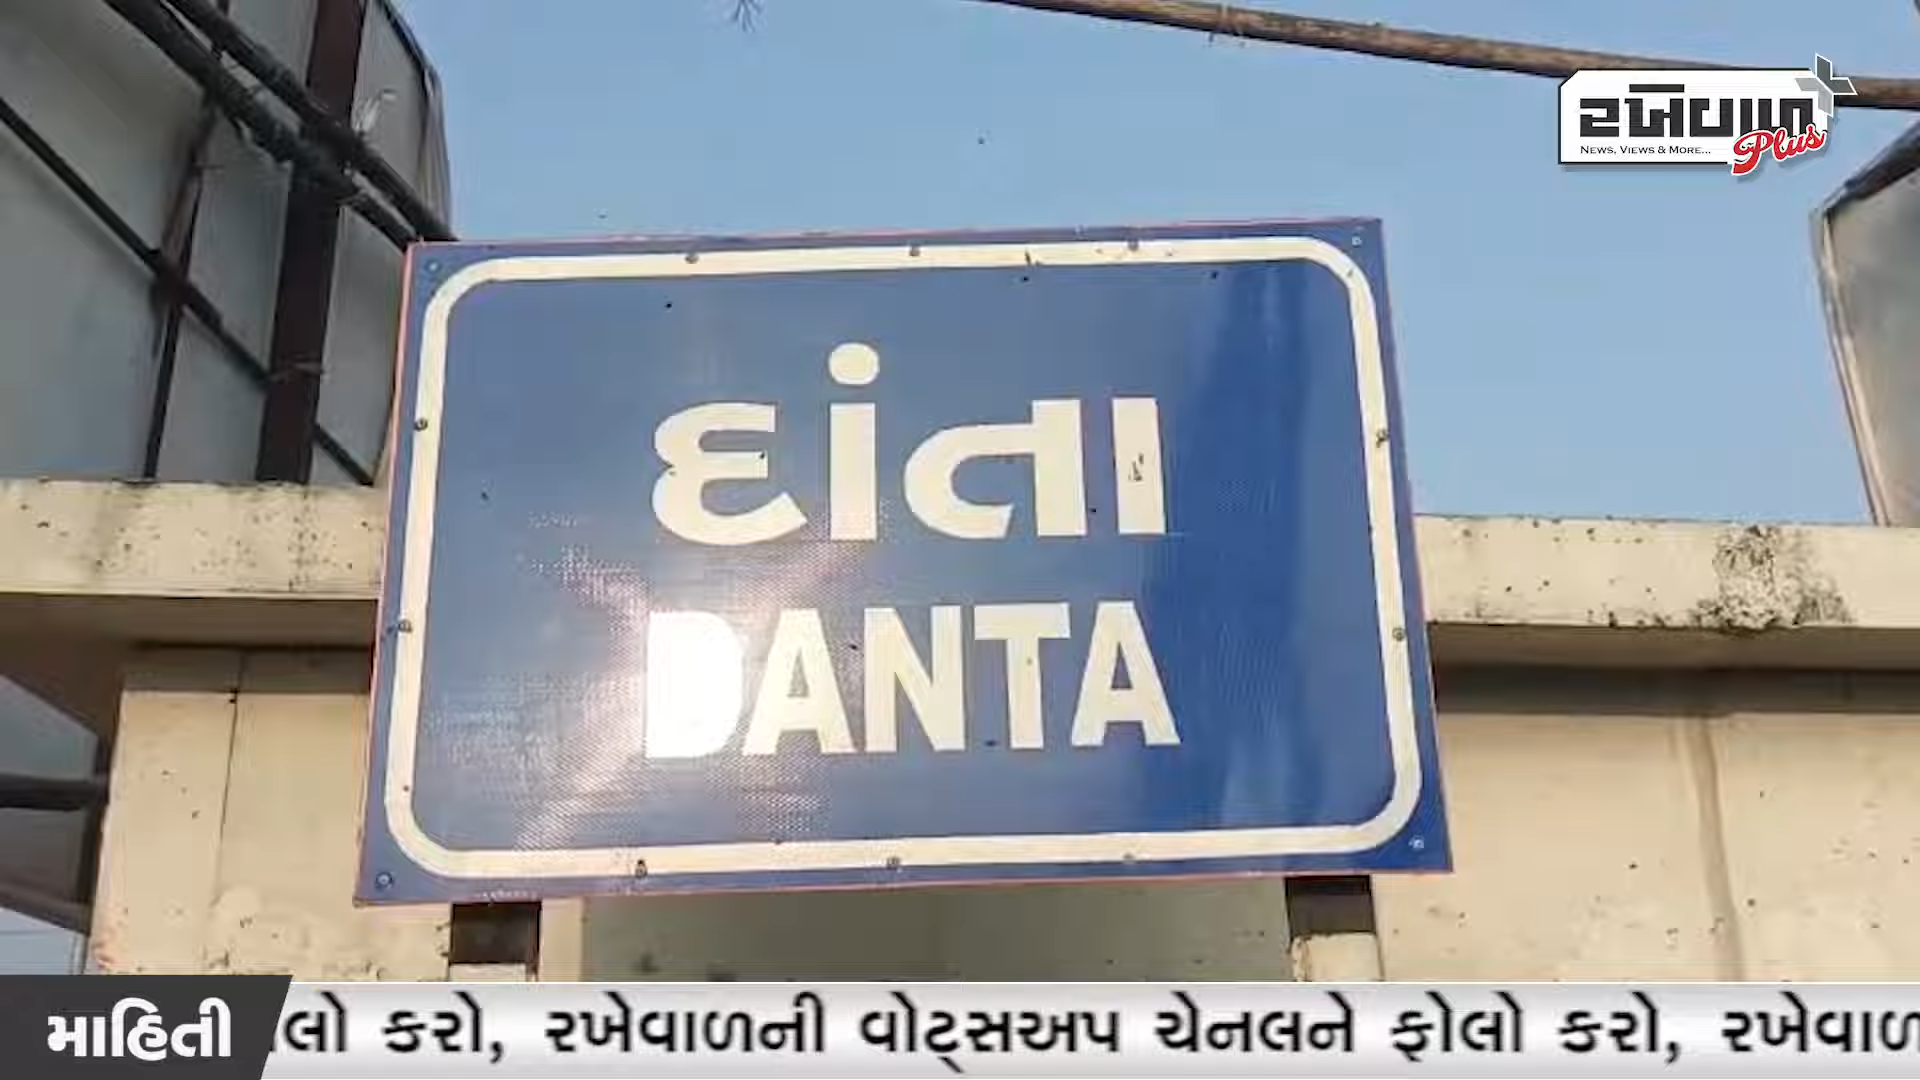 રખેવાળ
Plus
NEWS, VIEWS & MORE...
દાંતા
DANTA
માહિતી
લો કરો, રખેવાળની વોટ્સઅપ ચેનલને ફોલો કરો, રખેવાળ